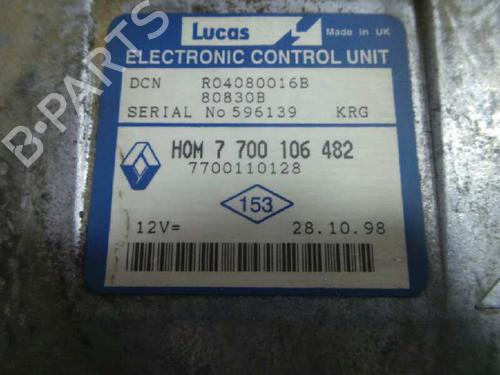 Lucas
Made in UK
ELECTRONIC CONTROL UNIT
DCN R04080016B
80830B
SERIAL No 596139 KRG
HOM 7 700 106 482
7700110128
153
12V= 28.10.98
B-PARTS